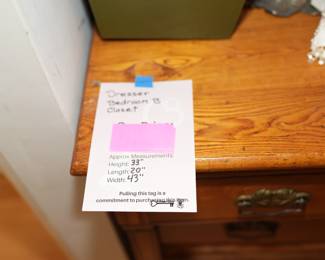 Dresser
Bedroom B
Closet
Approx Measurements:
Height: 33"
Length: 20"
Width: 43"
Pulling this tag is a
commitment to purchasing this item.